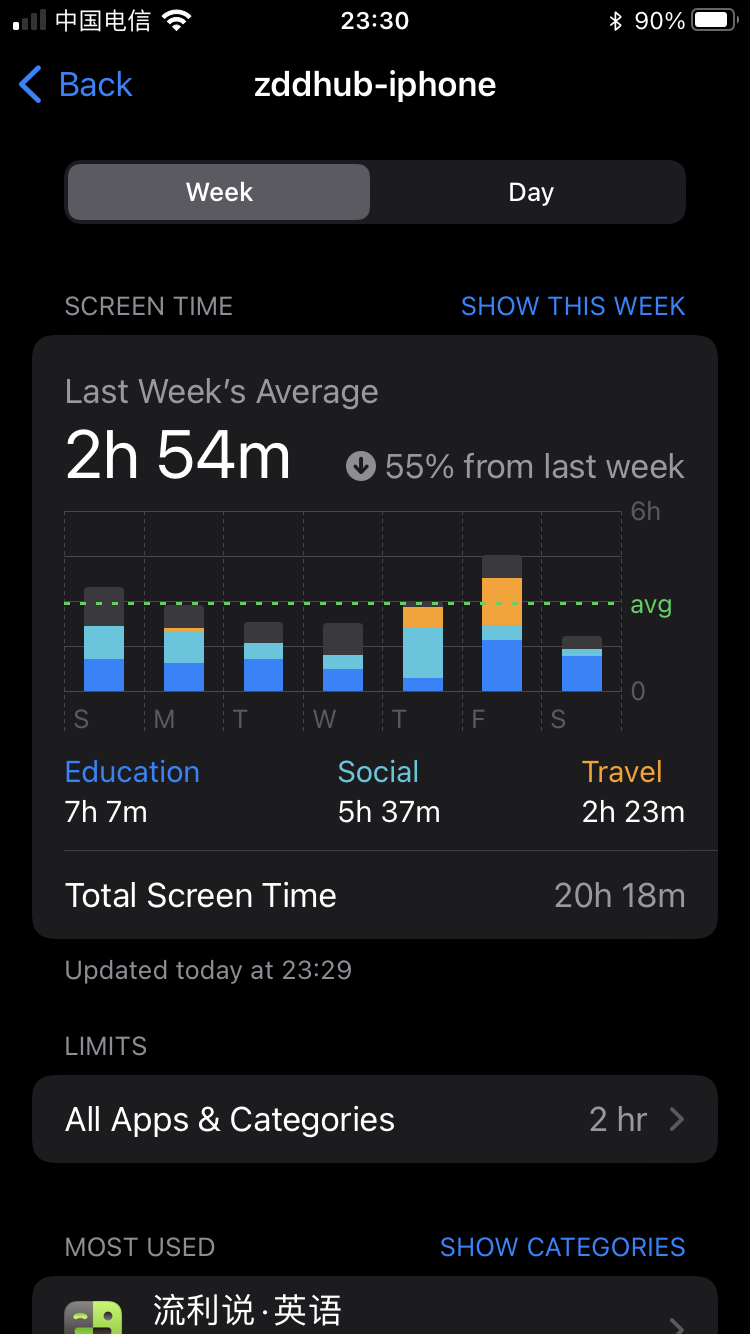 中国电信 23:30 90%
Back zddhub-iphone
Week Day
SCREEN TIME SHOW THIS WEEK
Last Week’s Average
2h 54m 55% from last week
6h
avg
0
S M T W T F S
Education Social Travel
7h 7m 5h 37m 2h 23m
Total Screen Time 20h 18m
Updated today at 23:29
LIMITS
All Apps & Categories 2 hr
MOST USED SHOW CATEGORIES
流利说·英语